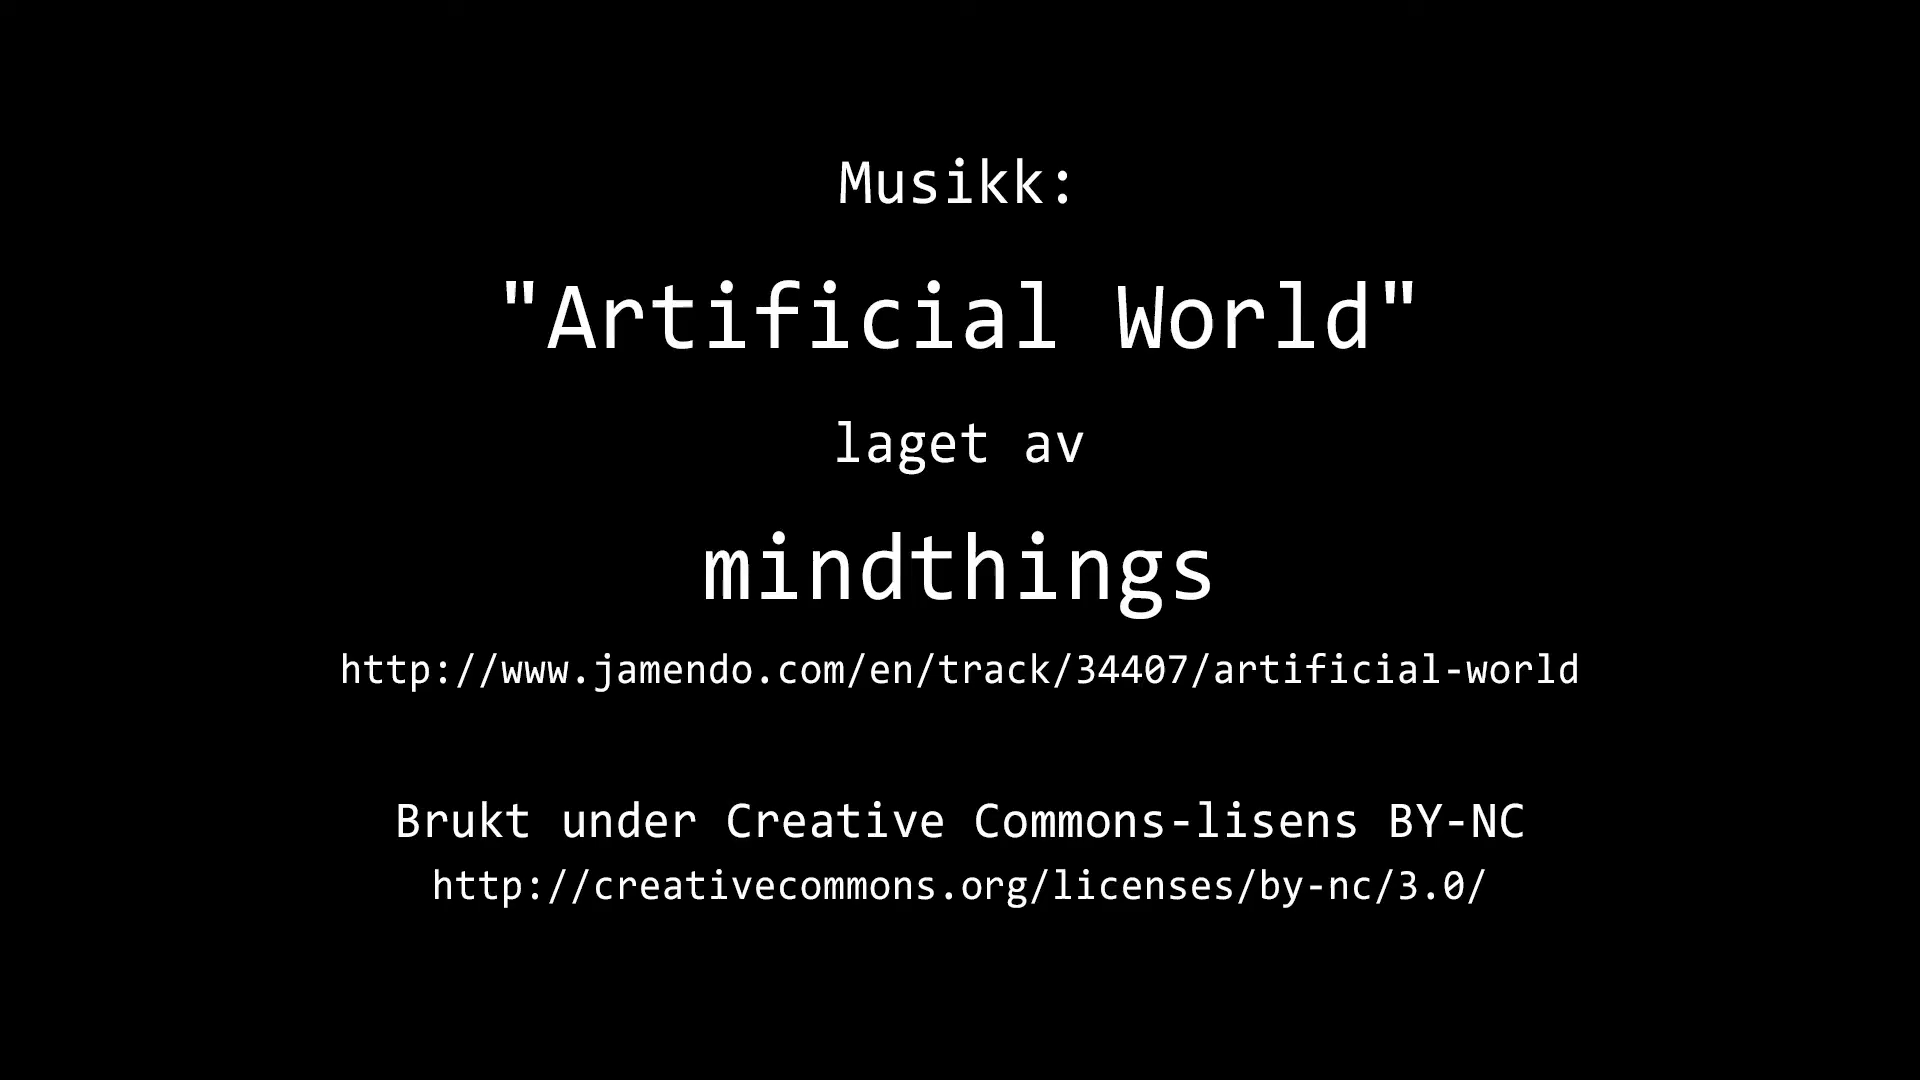 Musikk:
"Artificial World"
laget av
mindthings
http://www.jamendo.com/en/track/34407/artificial-world
Brukt under Creative Commons-lisens BY-NC
http://creativecommons.org/licenses/by-nc/3.0/